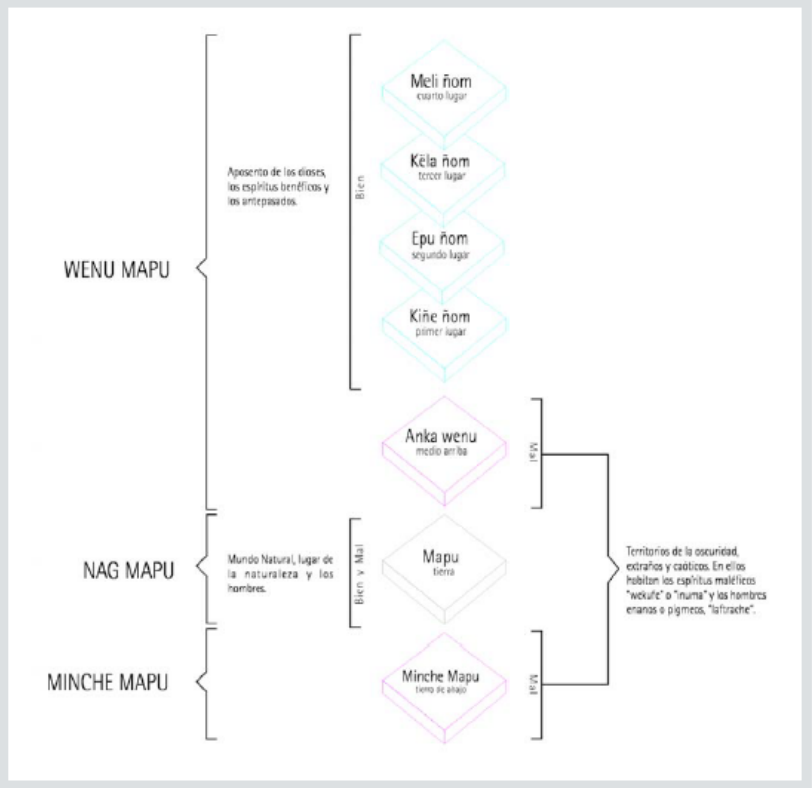 Meli ñom
cuarto lugar
Këla ñom
tercer lugar
Aposento de los dioses,
los espíritus benéficos y
los antepasados.
Bien
Epu ñom
segundo lugar
WENU MAPU
Kiñe ñom
primer lugar
Anka wenu
medio arriba
Mal
NAG MAPU
Mundo Natural, lugar de
la naturaleza y los
hombres.
Bien y Mal
Mapu
tierra
Territorios de la oscuridad,
extraños y caóticos. En ellos
habitan los espíritus maléficos
"wekufe" o "inuma" y los hombres
enanos o pigmeos, "laftrache".
MINCHE MAPU
Minche Mapu
tierra de abajo
Mal